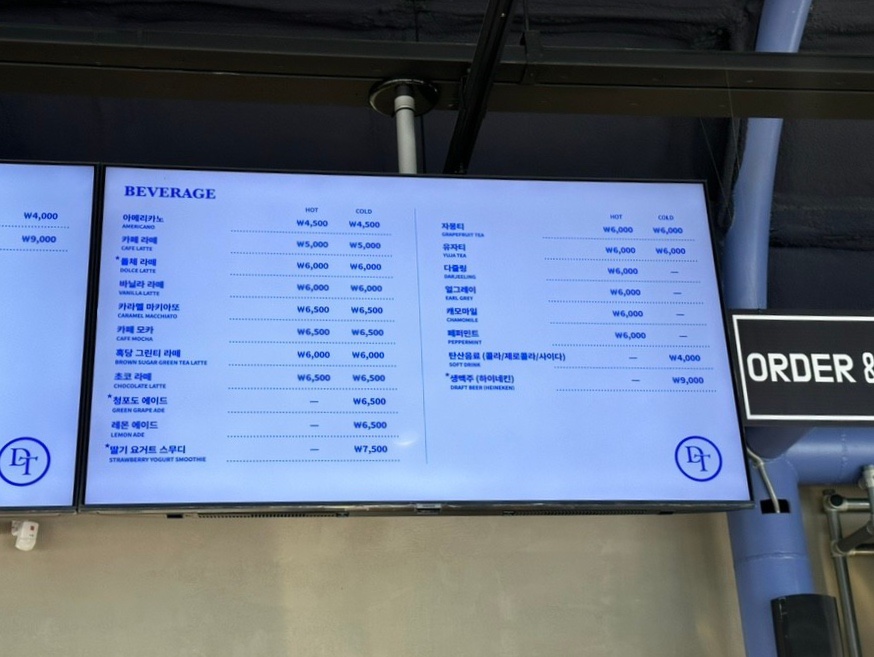 ₩4,000
₩9,000
DT
BEVERAGE
HOT COLD
아메리카노 ₩4,500 ₩4,500
AMERICANO
카페 라떼 ₩5,000 ₩5,000
CAFE LATTE
*돌체 라떼 ₩6,000 ₩6,000
DOLCE LATTE
바닐라 라떼 ₩6,000 ₩6,000
VANILLA LATTE
카라멜 마키아또 ₩6,500 ₩6,500
CARAMEL MACCHIATO
카페 모카 ₩6,500 ₩6,500
CAFE MOCHA
흑당 그린티 라떼 ₩6,000 ₩6,000
BROWN SUGAR GREEN TEA LATTE
초코 라떼 ₩6,500 ₩6,500
CHOCOLATE LATTE
*청포도 에이드 — ₩6,500
GREEN GRAPE ADE
레몬 에이드 — ₩6,500
LEMON ADE
*딸기 요거트 스무디 — ₩7,500
STRAWBERRY YOGURT SMOOTHIE
HOT COLD
자몽티 ₩6,000 ₩6,000
GRAPEFRUIT TEA
유자티 ₩6,000 ₩6,000
YUJA TEA
다즐링 ₩6,000 —
DARJEELING
얼그레이 ₩6,000 —
EARL GREY
캐모마일 ₩6,000 —
CHAMOMILE
페퍼민트 ₩6,000 —
PEPPERMINT
탄산음료 (콜라/제로콜라/사이다) — ₩4,000
SOFT DRINK
*생맥주 (하이네킨) — ₩9,000
DRAFT BEER (HEINEKEN)
DT
ORDER &